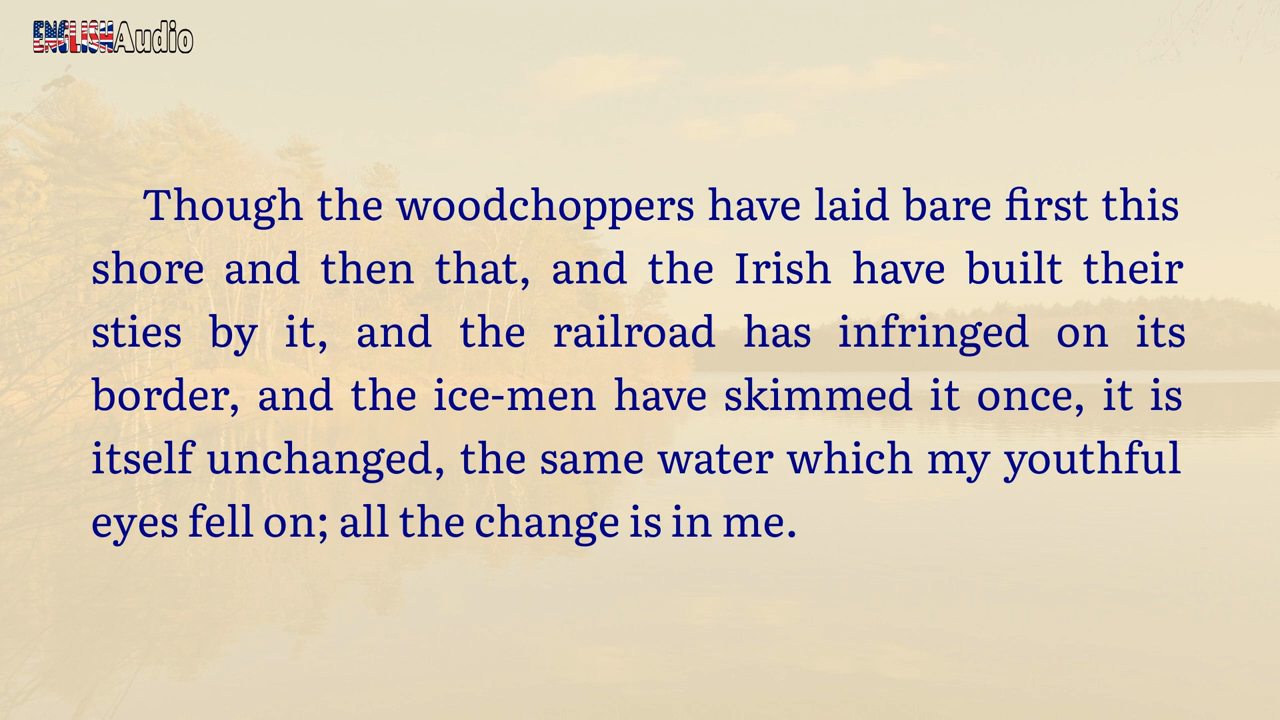 ENGLISHAudio
Though the woodchoppers have laid bare first this
shore and then that, and the Irish have built their
sties by it, and the railroad has infringed on its
border, and the ice-men have skimmed it once, it is
itself unchanged, the same water which my youthful
eyes fell on; all the change is in me.